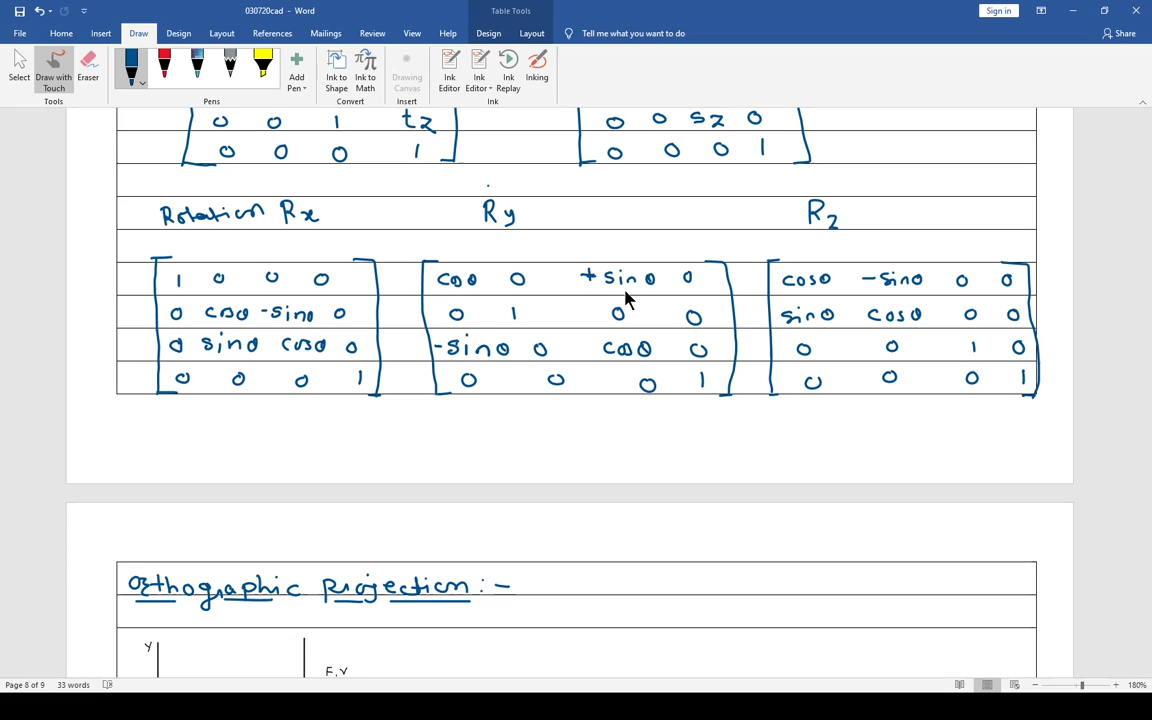 030720cad - Word
Table Tools
Sign in
File Home Insert Draw Design Layout References Mailings Review View Help Design Layout Tell me what you want to do Share
Select Draw with Touch Eraser Add Pen Ink to Shape Ink to Math Drawing Canvas Ink Editor Ink Editor Ink Replay Inking
Tools Pens Convert Insert Ink
0 0 1 tz 0 0 sz 0
0 0 0 1 0 0 0 1
Rotation Rx Ry Rz
1 0 0 0 cosθ 0 +sinθ 0 cosθ -sinθ 0 0
0 cosθ -sinθ 0 0 1 0 0 sinθ cosθ 0 0
0 sinθ cosθ 0 -sinθ 0 cosθ 0 0 0 1 0
0 0 0 1 0 0 0 1 0 0 0 1
Orthographic Projection :-
Y
F.V
Page 8 of 9 33 words 180%